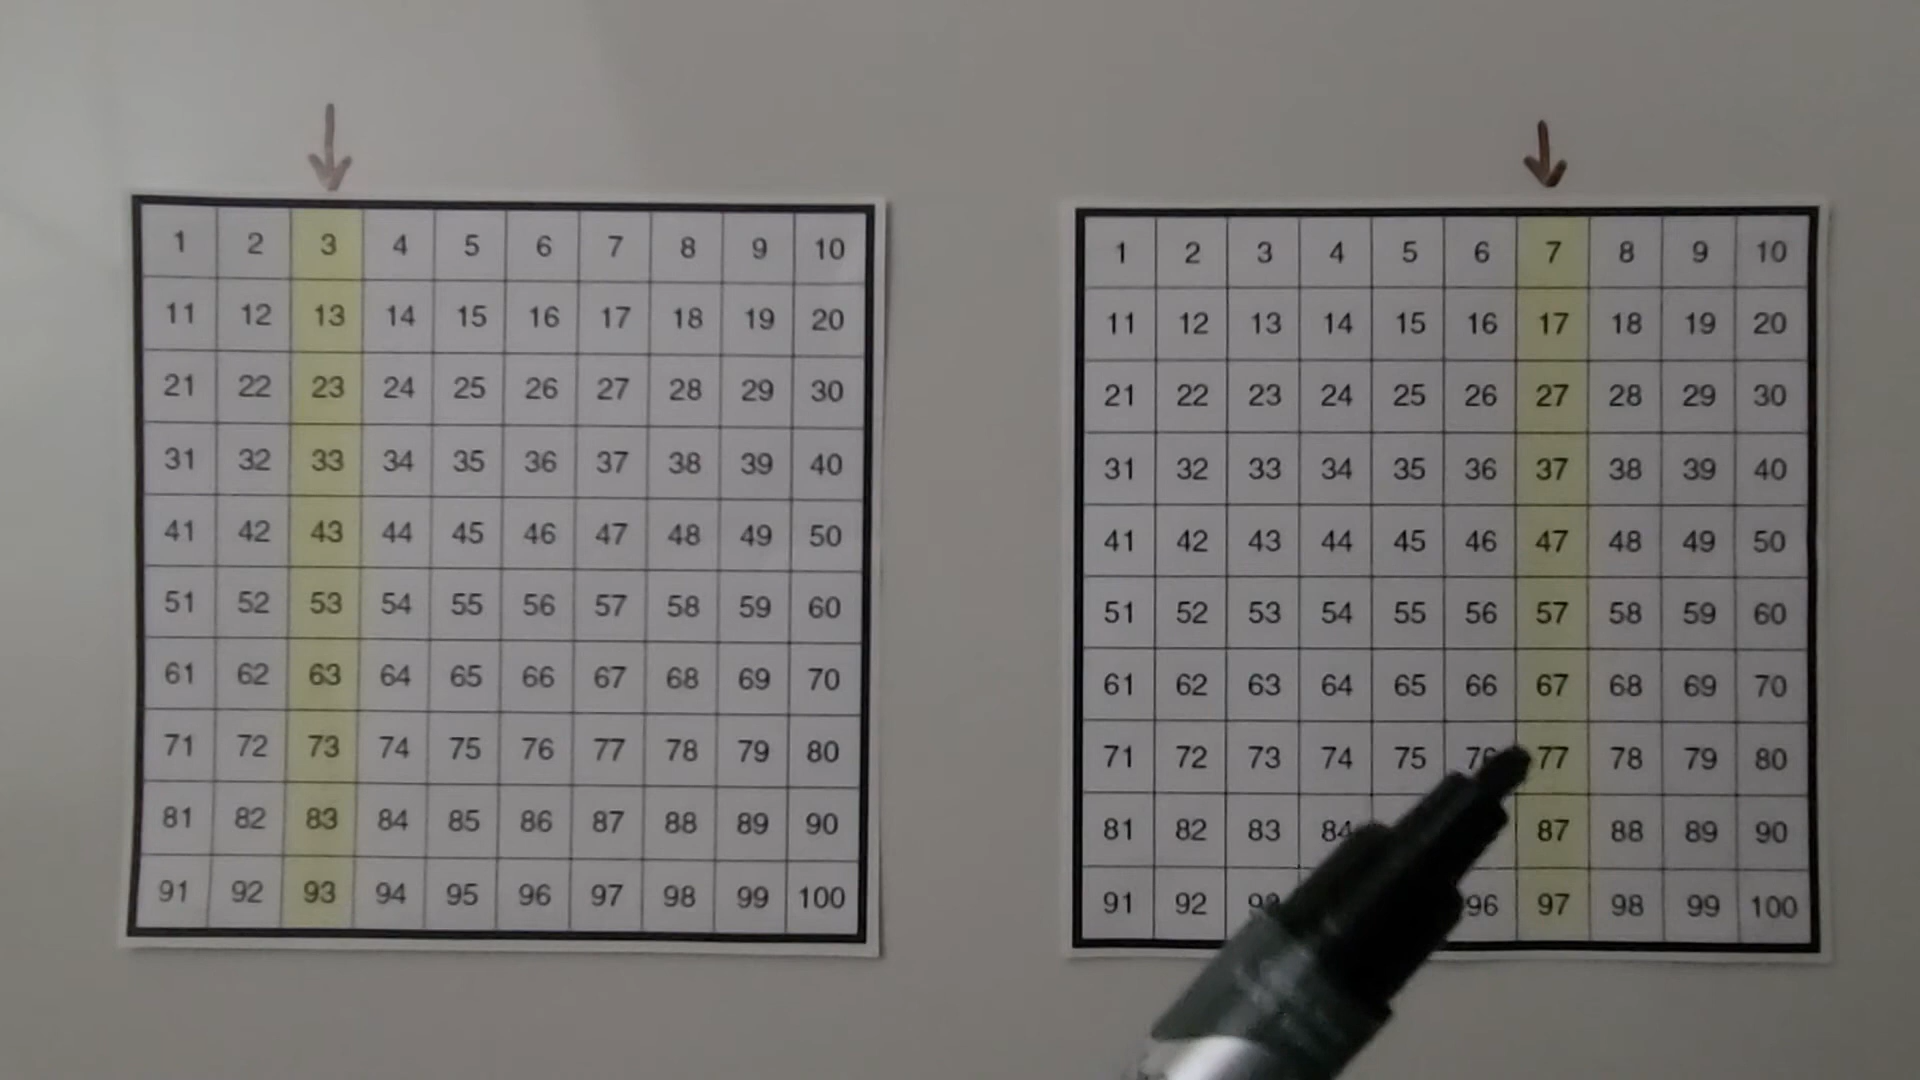 1 2 3 4 5 6 7 8 9 10
11 12 13 14 15 16 17 18 19 20
21 22 23 24 25 26 27 28 29 30
31 32 33 34 35 36 37 38 39 40
41 42 43 44 45 46 47 48 49 50
51 52 53 54 55 56 57 58 59 60
61 62 63 64 65 66 67 68 69 70
71 72 73 74 75 76 77 78 79 80
81 82 83 84 85 86 87 88 89 90
91 92 93 94 95 96 97 98 99 100
1 2 3 4 5 6 7 8 9 10
11 12 13 14 15 16 17 18 19 20
21 22 23 24 25 26 27 28 29 30
31 32 33 34 35 36 37 38 39 40
41 42 43 44 45 46 47 48 49 50
51 52 53 54 55 56 57 58 59 60
61 62 63 64 65 66 67 68 69 70
71 72 73 74 75 77 78 79 80
81 82 83 84 87 88 89 90
91 92 96 97 98 99 100